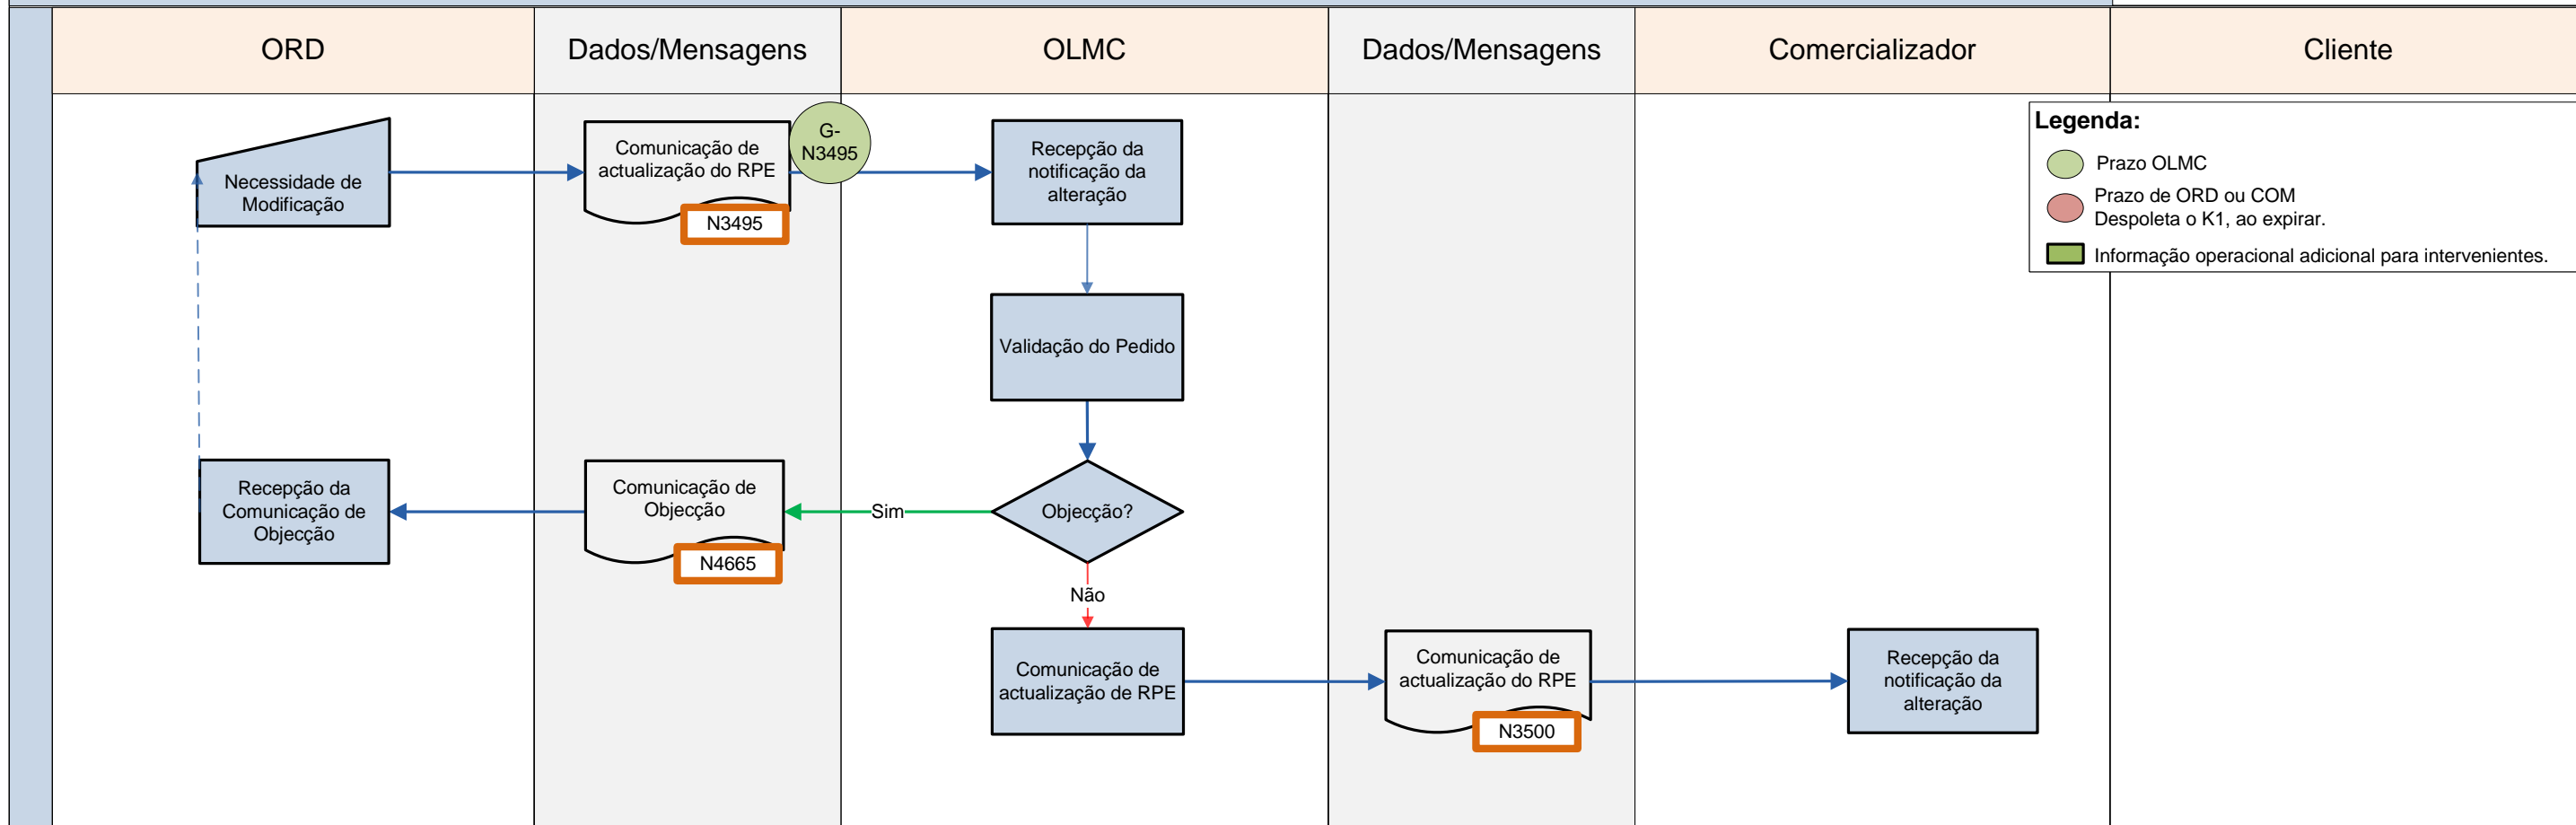 ORD
Dados/Mensagens
OLMC
Dados/Mensagens
Comercializador
Cliente
Necessidade de
Modificação
Comunicação de
actualização do RPE
N3495
G-
N3495
Recepção da
notificação da
alteração
Legenda:
Prazo OLMC
Prazo de ORD ou COM
Despoleta o K1, ao expirar.
Informação operacional adicional para intervenientes.
Validação do Pedido
Recepção da
Comunicação de
Objecção
Comunicação de
Objecção
N4665
Sim
Objecção?
Não
Comunicação de
actualização de RPE
Comunicação de
actualização do RPE
N3500
Recepção da
notificação da
alteração